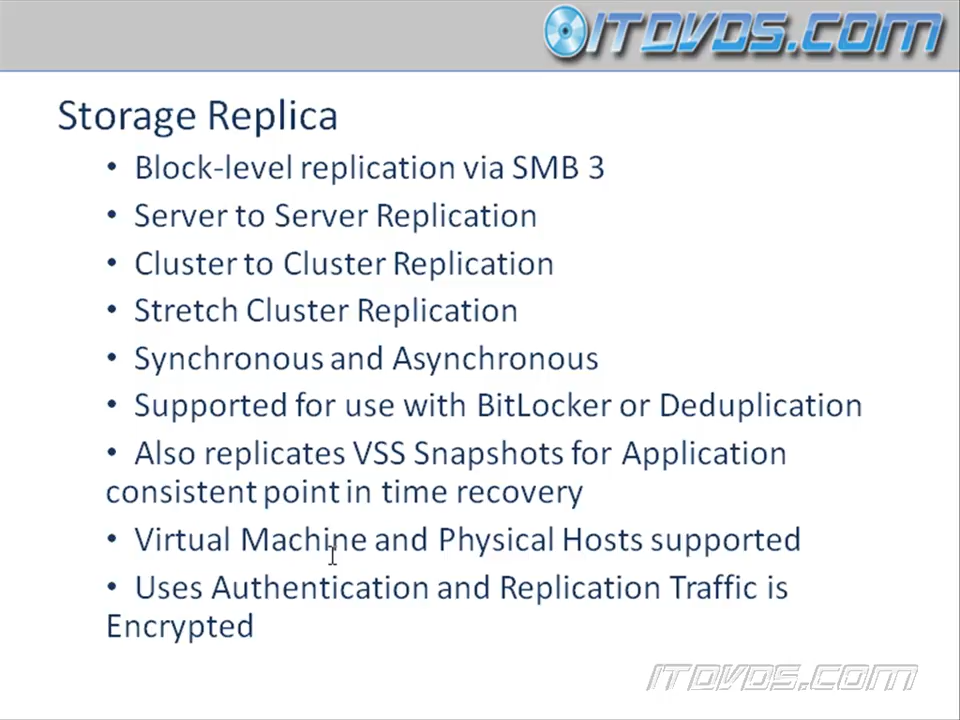 ITDVDS.COM
Storage Replica
• Block-level replication via SMB 3
• Server to Server Replication
• Cluster to Cluster Replication
• Stretch Cluster Replication
• Synchronous and Asynchronous
• Supported for use with BitLocker or Deduplication
• Also replicates VSS Snapshots for Application
consistent point in time recovery
• Virtual Machine and Physical Hosts supported
• Uses Authentication and Replication Traffic is
Encrypted
ITDVDS.COM